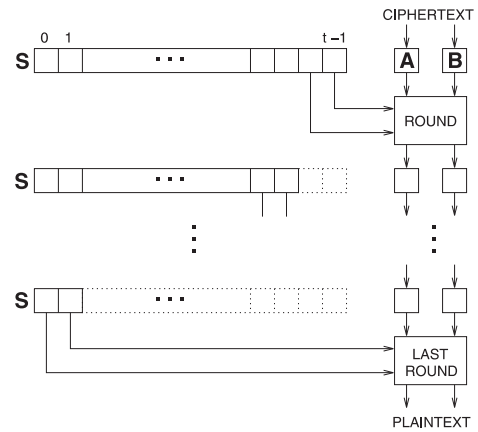 CIPHERTEXT
0 1 t –1
S ... A B
ROUND
S ...
S ...
LAST
ROUND
PLAINTEXT